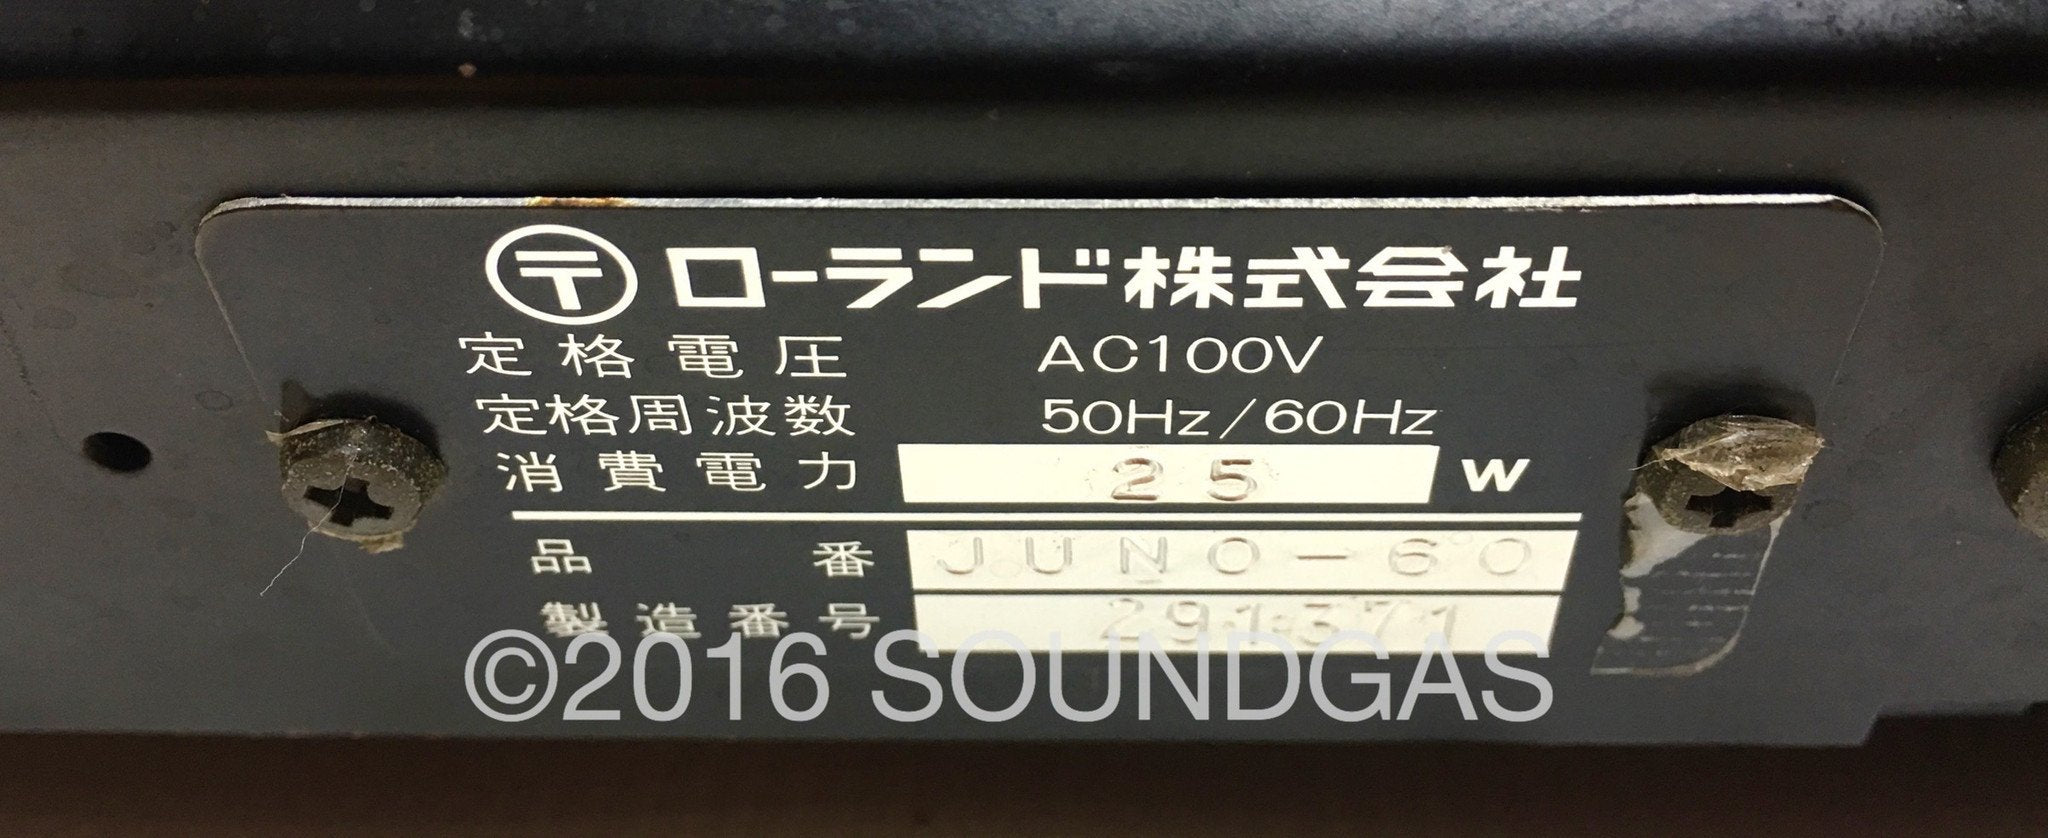 〒 ローランド株式会社
定格電圧 AC100V
定格周波数 50Hz/60Hz
消費電力 25 W
品番 JUNO-60
製造番号 291371
©2016 SOUNDGAS